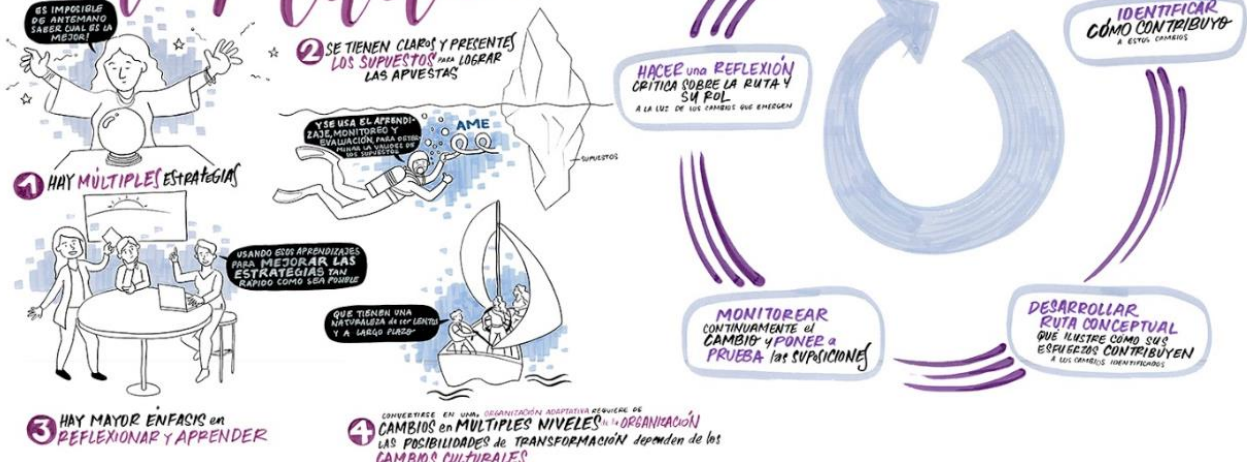 ES IMPOSIBLE
DE ANTEMANO
SABER CUAL ES LA
MEJOR!
1 HAY MÚLTIPLES ESTRATEGIAS
2 SE TIENEN CLAROS Y PRESENTES
LOS SUPUESTOS PARA LOGRAR
LAS APUESTAS
Y SE USA EL APRENDI-
ZAJE, MONITOREO Y
EVALUACIÓN, PARA DETER
MINAR LA VALIDEZ DE
LOS SUPUESTOS
AME
SUPUESTOS
USANDO ESOS APRENDIZAJES
PARA MEJORAR LAS
ESTRATEGIAS TAN
RÁPIDO COMO SEA POSIBLE
3 HAY MAYOR ÉNFASIS en
REFLEXIONAR Y APRENDER
QUE TIENEN UNA
NATURALEZA de ser LENTOS
Y A LARGO PLAZO
4 CONVERTIRSE EN UNA ORGANIZACIÓN ADAPTATIVA REQUIERE DE
CAMBIOS en MÚLTIPLES NIVELES ORGANIZACIÓN
LAS POSIBILIDADES de TRANSFORMACIÓN dependen de los
CAMBIOS CULTURALES
IDENTIFICAR
CÓMO CONTRIBUYO
A ESTOS CAMBIOS
HACER una REFLEXIÓN
CRÍTICA SOBRE LA RUTA Y
SU ROL
A LA LUZ DE LOS CAMBIOS QUE EMERGEN
MONITOREAR
CONTINUAMENTE el
CAMBIO y PONER a
PRUEBA las SUPOSICIONES
DESARROLLAR
RUTA CONCEPTUAL
QUE ILUSTRE CÓMO SUS
ESFUERZOS CONTRIBUYEN
A LOS CAMBIOS IDENTIFICADOS